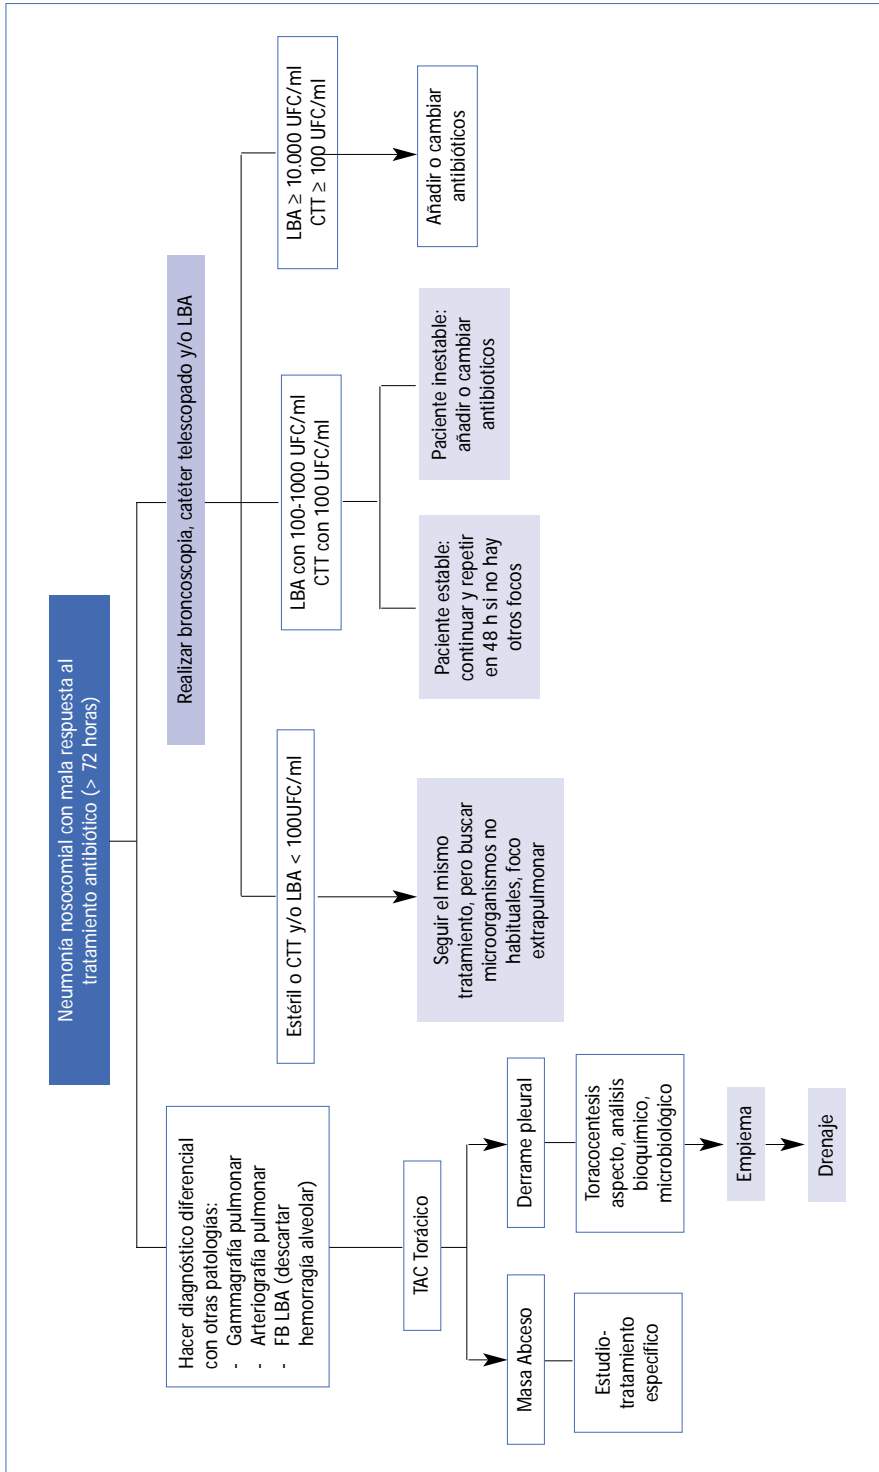 Neumonía nosocomial con mala respuesta al
tratamiento antibiótico (> 72 horas)
Hacer diagnóstico diferencial
con otras patologías:
- Gammagrafía pulmonar
- Arteriografía pulmonar
- FB LBA (descartar
hemorragía alveolar)
TAC Torácico
Masa Abceso
Estudio-
tratamiento
específico
Derrame pleural
Toracocentesis
aspecto, análisis
bioquímico,
microbiológico
Empiema
Drenaje
Realizar broncoscopia, catéter telescopado y/o LBA
Estéril o CTT y/o LBA < 100UFC/ml
Seguir el mismo
tratamiento, pero buscar
microorganismos no
habituales, foco
extrapulmonar
LBA con 100-1000 UFC/ml
CTT con 100 UFC/ml
Paciente estable:
continuar y repetir
en 48 h si no hay
otros focos
Paciente inestable:
añadir o cambiar
antibioticos
LBA ≥ 10.000 UFC/ml
CTT ≥ 100 UFC/ml
Añadir o cambiar
antibióticos